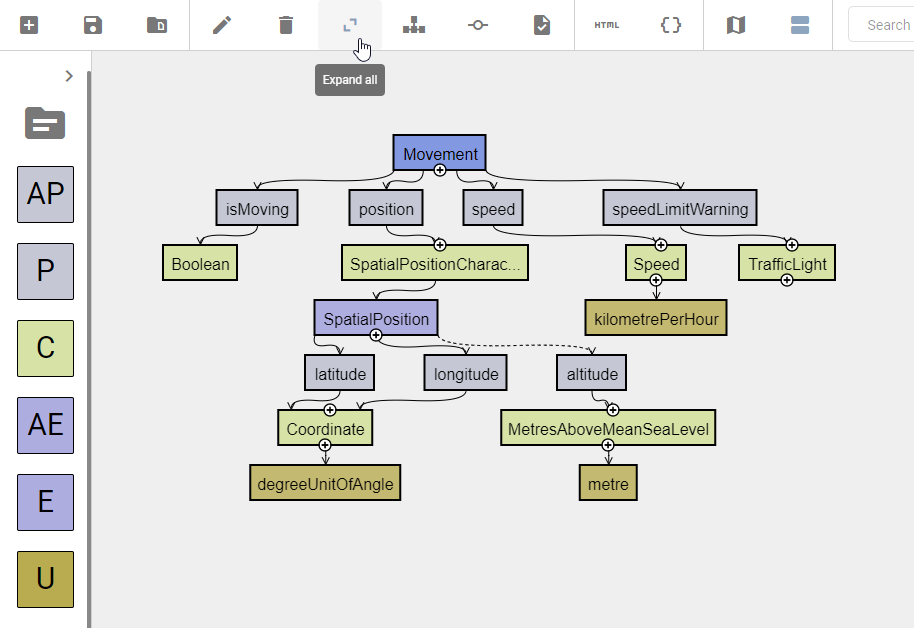 HTML
Search
Expand all
AP
P
C
AE
E
U
Movement
isMoving
position
speed
speedLimitWarning
Boolean
SpatialPositionCharac...
Speed
TrafficLight
SpatialPosition
kilometrePerHour
latitude
longitude
altitude
Coordinate
MetresAboveMeanSeaLevel
degreeUnitOfAngle
metre